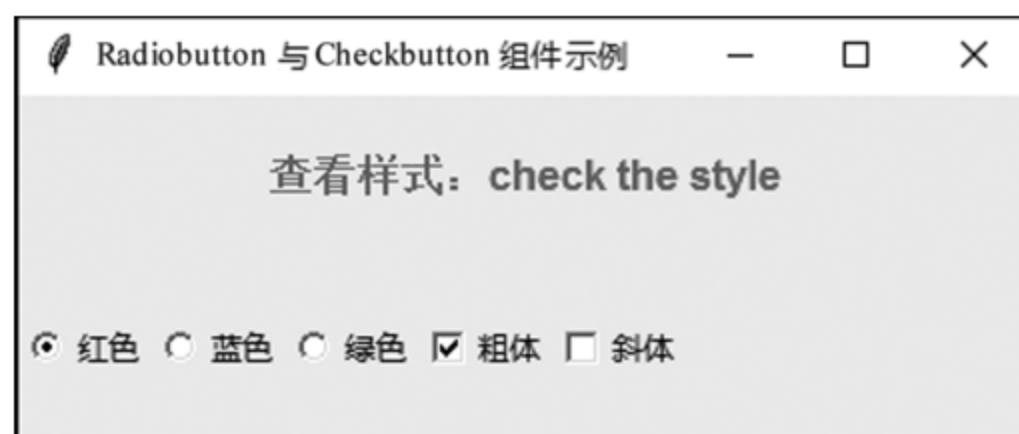 Radiobutton 与Checkbutton 组件示例
查看样式：check the style
红色 蓝色 绿色 粗体 斜体